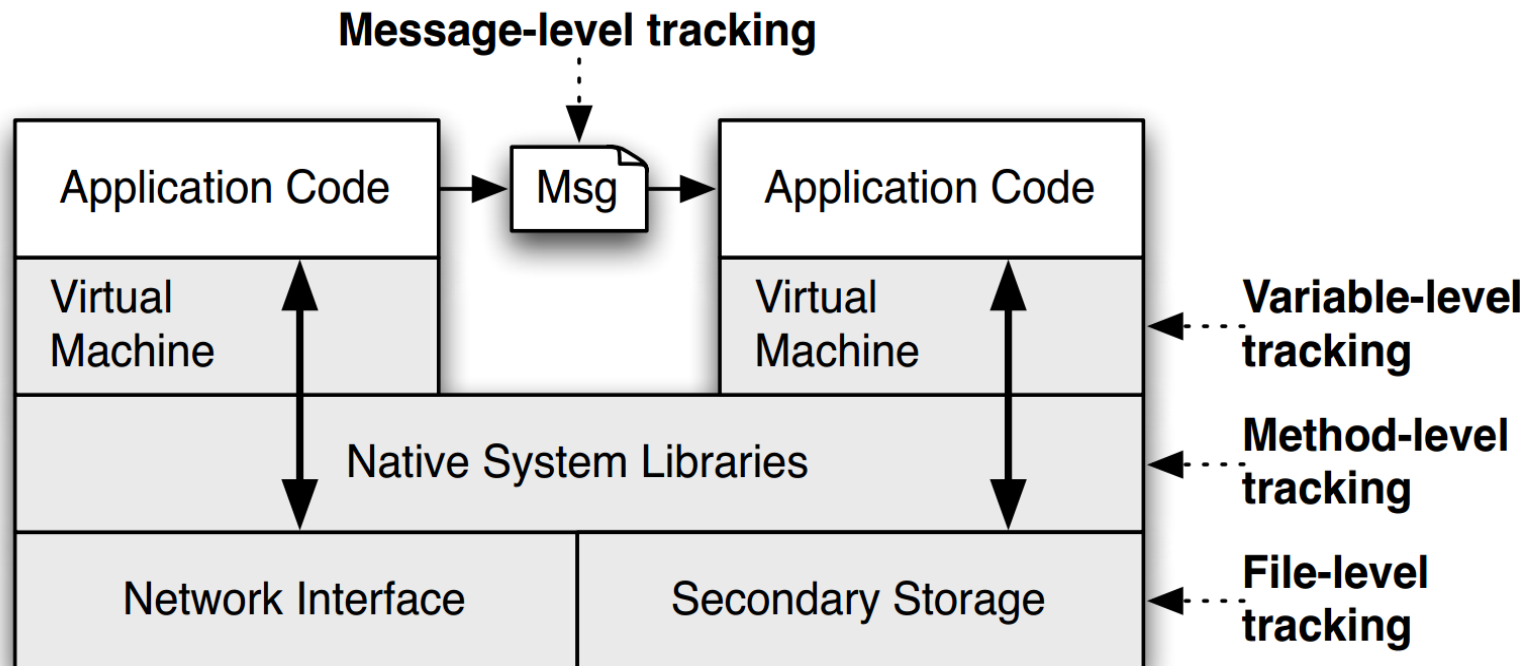 Message-level tracking
Application Code
Msg
Application Code
Virtual
Machine
Virtual
Machine
Variable-level
tracking
Native System Libraries
Method-level
tracking
Network Interface
Secondary Storage
File-level
tracking